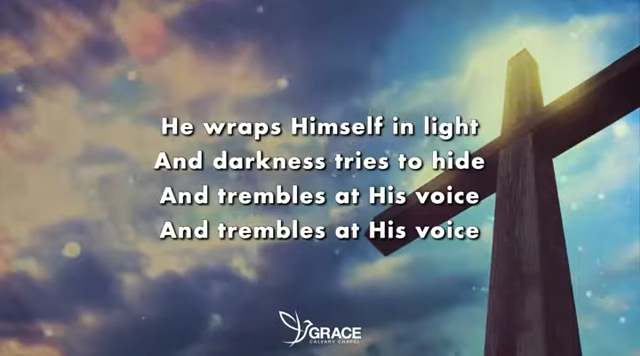 He wraps Himself in light
And darkness tries to hide
And trembles at His voice
And trembles at His voice
GRACE
CALVARY CHAPEL